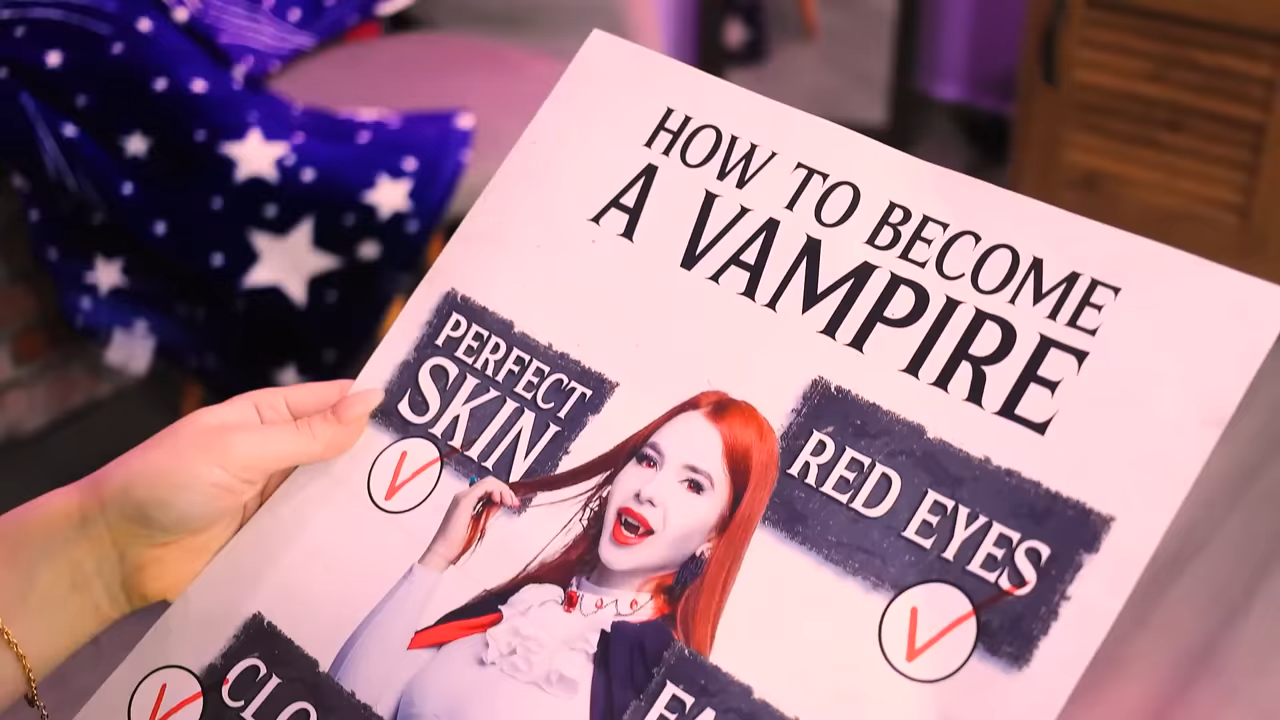 HOW TO BECOME
A VAMPIRE
PERFECT
SKIN
RED EYES